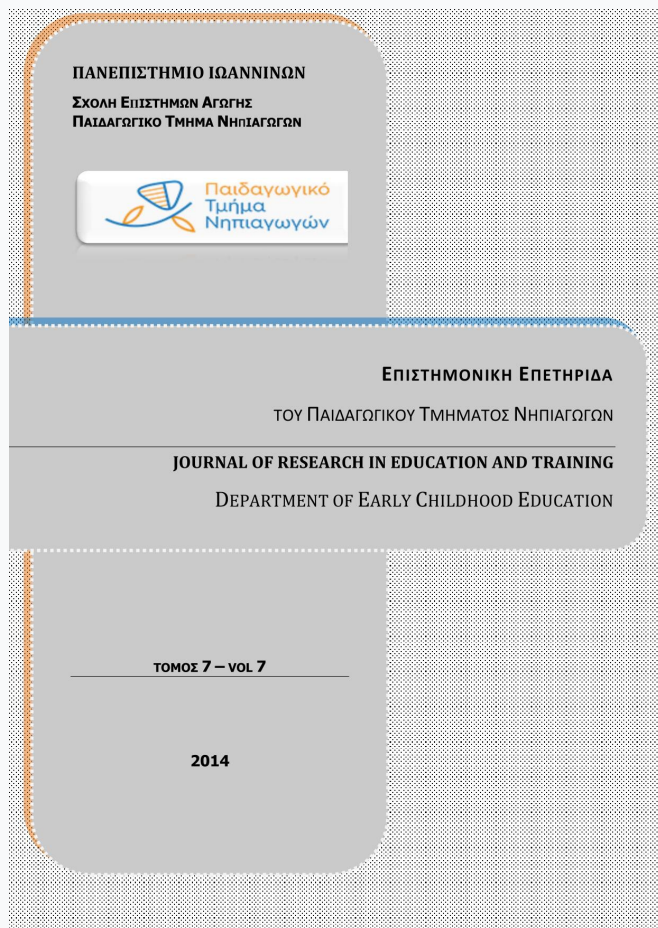 ΠΑΝΕΠΙΣΤΗΜΙΟ ΙΩΑΝΝΙΝΩΝ
ΣΧΟΛΗ ΕΠΙΣΤΗΜΩΝ ΑΓΩΓΗΣ
ΠΑΙΔΑΓΩΓΙΚΟ ΤΜΗΜΑ ΝΗΠΙΑΓΩΓΩΝ
Παιδαγωγικό
Τμήμα
Νηπιαγωγών
ΕΠΙΣΤΗΜΟΝΙΚΗ ΕΠΕΤΗΡΙΔΑ
ΤΟΥ ΠΑΙΔΑΓΩΓΙΚΟΥ ΤΜΗΜΑΤΟΣ ΝΗΠΙΑΓΩΓΩΝ
JOURNAL OF RESEARCH IN EDUCATION AND TRAINING
DEPARTMENT OF EARLY CHILDHOOD EDUCATION
ΤΟΜΟΣ 7 – VOL 7
2014